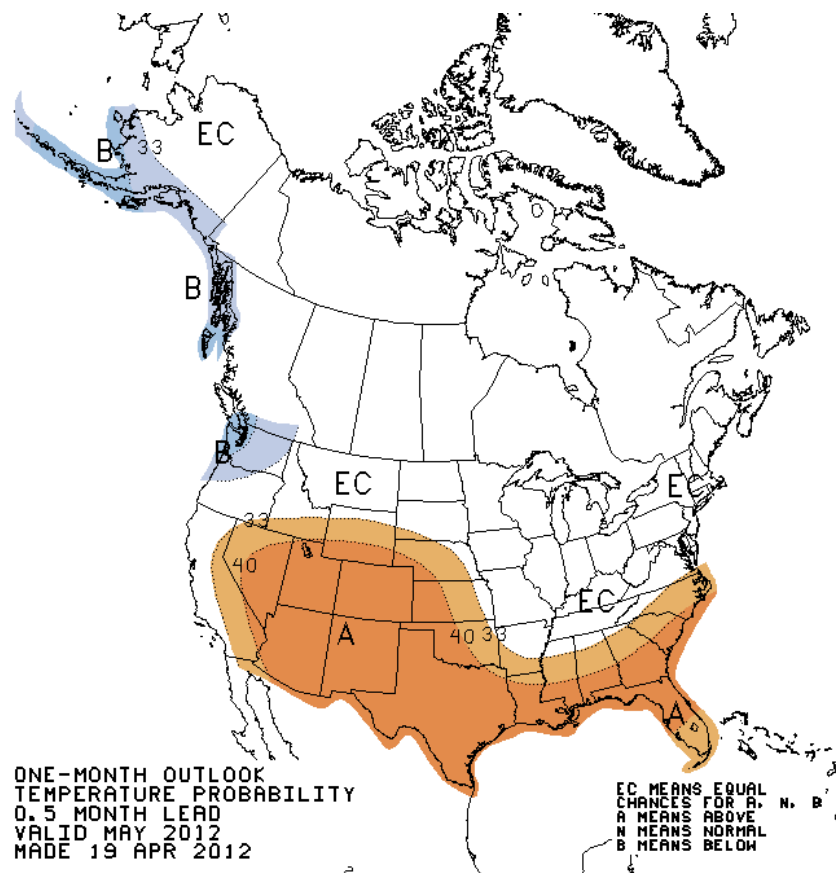 EC
B
33
B
B
EC
EC
33
40
EC
A
40 33
A
ONE-MONTH OUTLOOK
TEMPERATURE PROBABILITY
0.5 MONTH LEAD
VALID MAY 2012
MADE 19 APR 2012
EC MEANS EQUAL
CHANCES FOR A, N, B
A MEANS ABOVE
N MEANS NORMAL
B MEANS BELOW